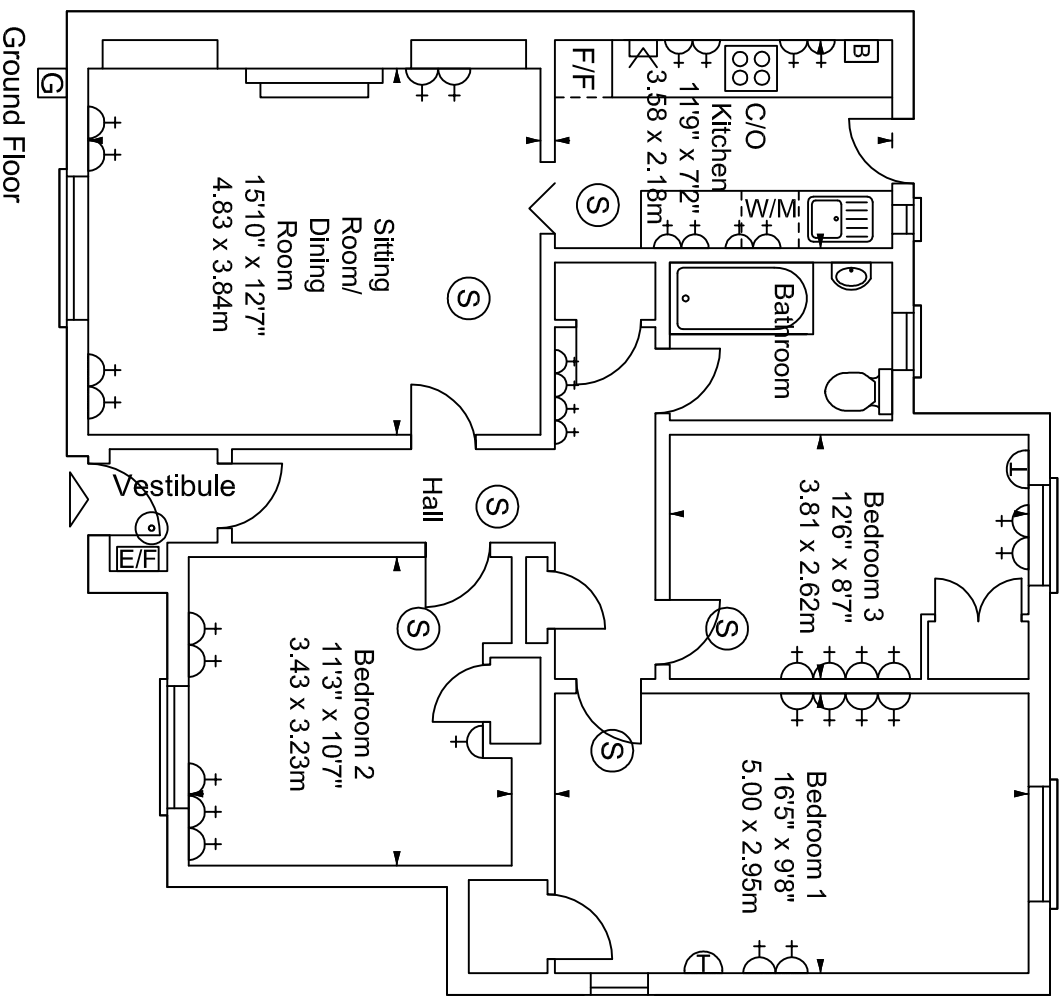 B
C/O
Kitchen
11'9" x 7'2"
3.58 x 2.18m
F/F
W/M
S
Bathroom
Sitting
Room/
Dining
Room
15'10" x 12'7"
4.83 x 3.84m
S
G
Ground Floor
Hall
S
Vestibule
E/F
T
Bedroom 3
12'6" x 8'7"
3.81 x 2.62m
S
Bedroom 2
11'3" x 10'7"
3.43 x 3.23m
S
Bedroom 1
16'5" x 9'8"
5.00 x 2.95m
S
T